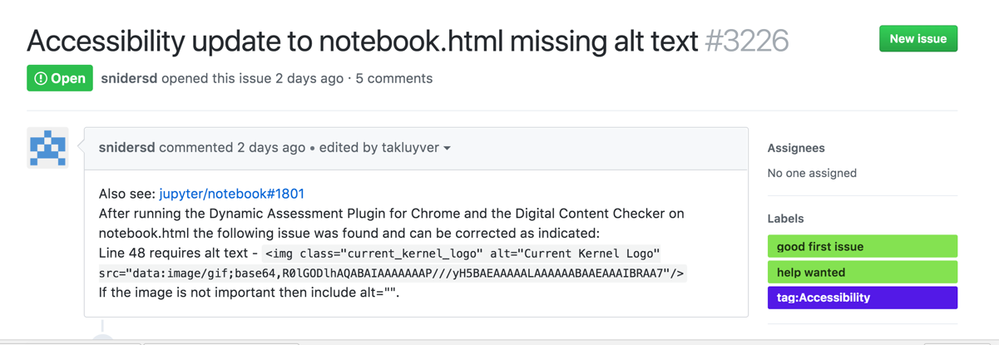 Accessibility update to notebook.html missing alt text #3226
New issue
Open snidersd opened this issue 2 days ago · 5 comments
snidersd commented 2 days ago • edited by takluyver
Also see: jupyter/notebook#1801
After running the Dynamic Assessment Plugin for Chrome and the Digital Content Checker on
notebook.html the following issue was found and can be corrected as indicated:
Line 48 requires alt text - <img class="current_kernel_logo" alt="Current Kernel Logo"
src="data:image/gif;base64,R0lGODlhAQABAIAAAAAAAP///yH5BAEAAAAALAAAAAABAAEAAAIBRAA7"/>
If the image is not important then include alt="".
Assignees
No one assigned
Labels
good first issue
help wanted
tag:Accessibility